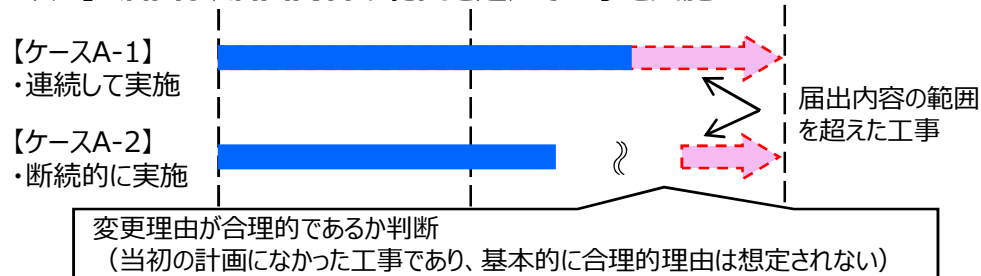 【ケースA-1】
・連続して実施
届出内容の範囲
を超えた工事
【ケースA-2】
・断続的に実施
変更理由が合理的であるか判断
（当初の計画になかった工事であり、基本的に合理的理由は想定されない）